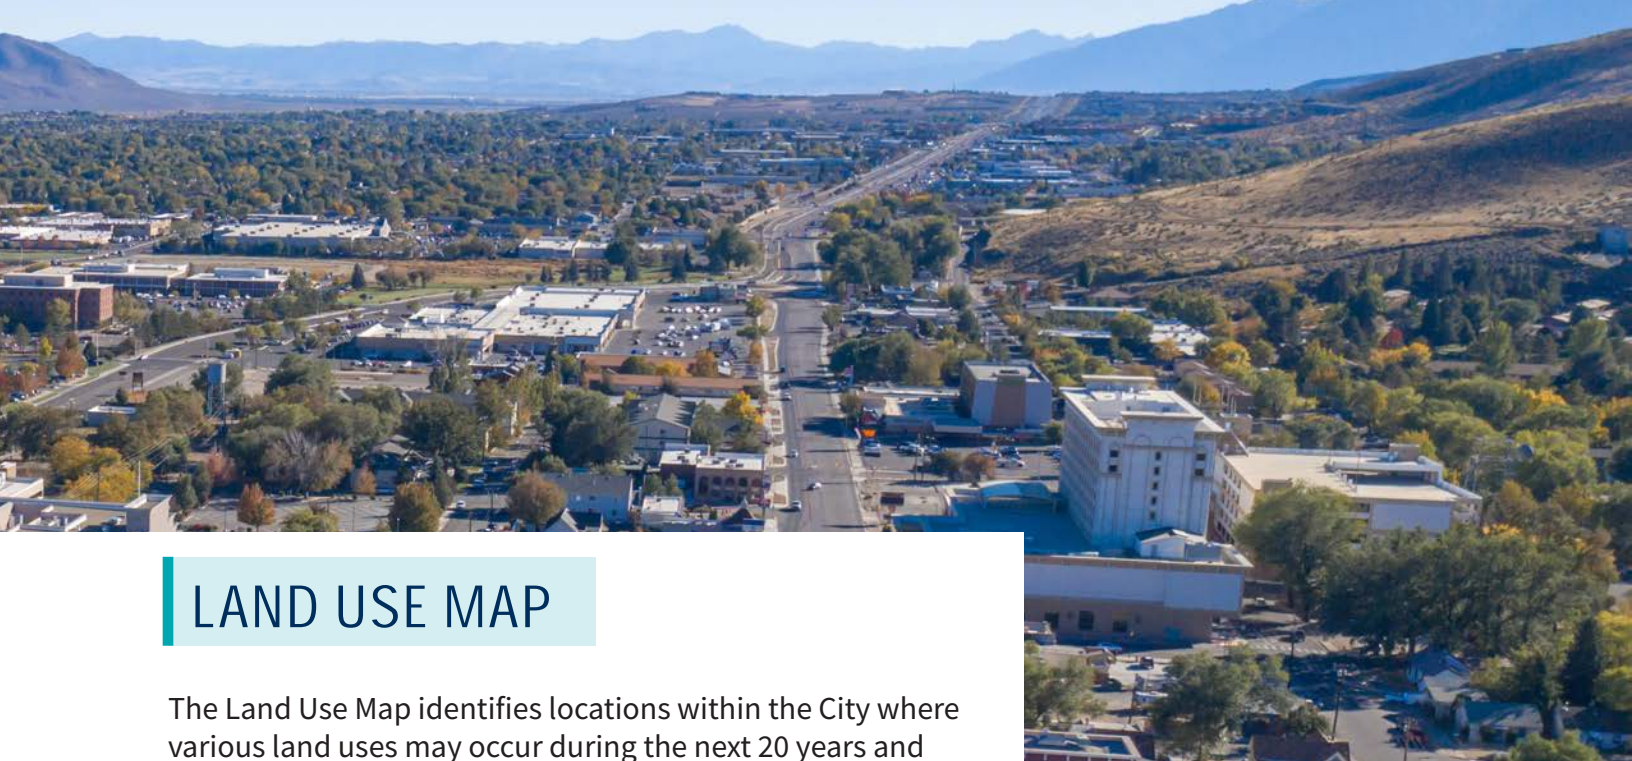 LAND USE MAP
The Land Use Map identifies locations within the City where
various land uses may occur during the next 20 years and